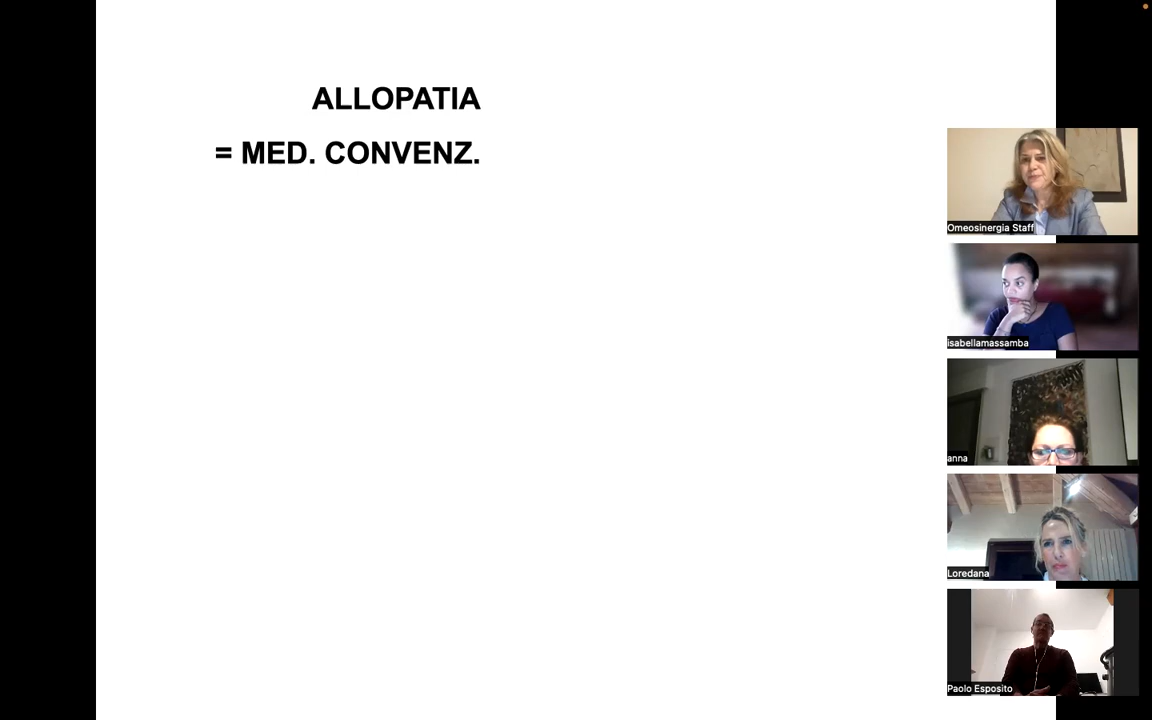 ALLOPATIA
= MED. CONVENZ.
Omeosinergia Staff
isabellamassamba
anna
Loredana
Paolo Esposito